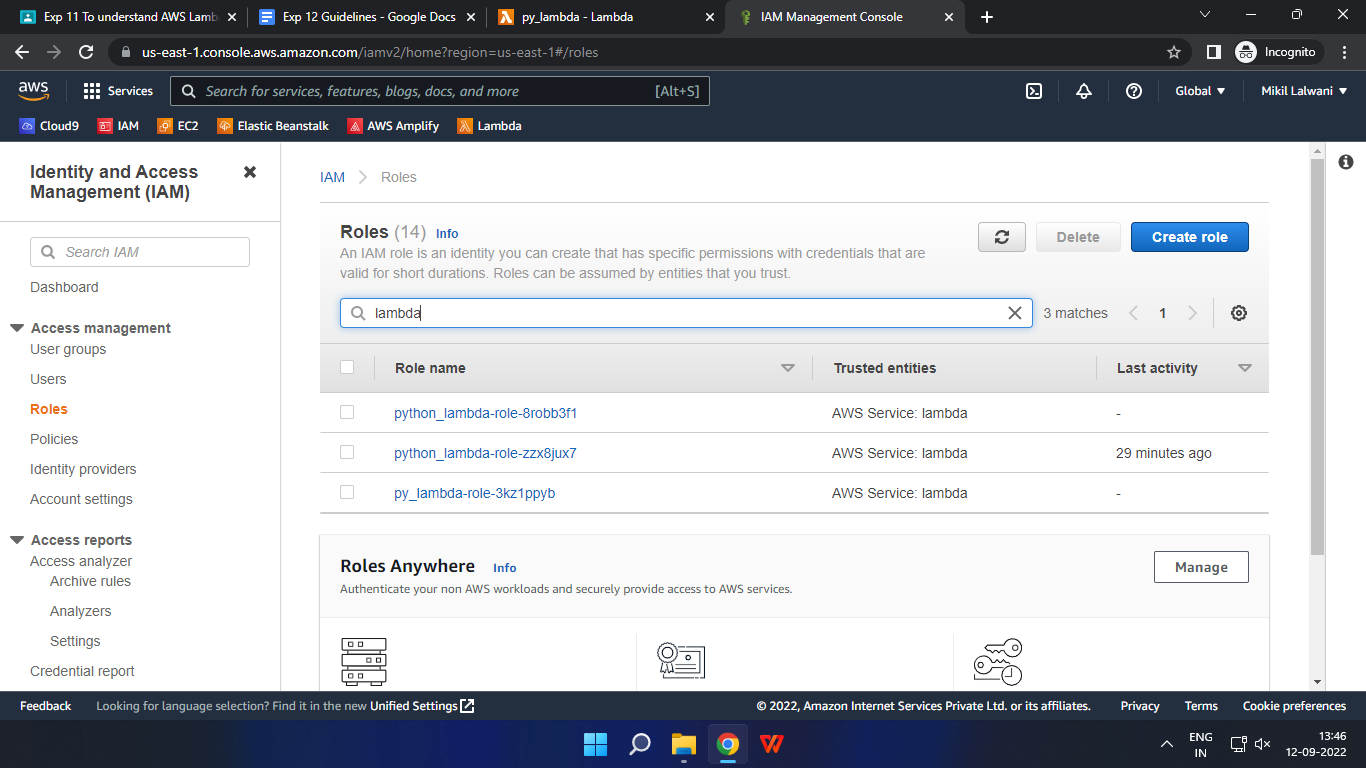 Exp 11 To understand AWS Lamb
Exp 12 Guidelines - Google Docs
py_lambda - Lambda
IAM Management Console
us-east-1.console.aws.amazon.com/iamv2/home?region=us-east-1#/roles
Incognito
aws
Services
Search for services, features, blogs, docs, and more
[Alt+S]
Global
Mikil Lalwani
Cloud9
IAM
EC2
Elastic Beanstalk
AWS Amplify
Lambda
Identity and Access
Management (IAM)
Search IAM
Dashboard
Access management
User groups
Users
Roles
Policies
Identity providers
Account settings
Access reports
Access analyzer
Archive rules
Analyzers
Settings
Credential report
IAM
Roles
Roles (14) Info
An IAM role is an identity you can create that has specific permissions with credentials that are
valid for short durations. Roles can be assumed by entities that you trust.
Delete
Create role
lambda
3 matches
1
Role name
Trusted entities
Last activity
python_lambda-role-8robb3f1
AWS Service: lambda
-
python_lambda-role-zzx8jux7
AWS Service: lambda
29 minutes ago
py_lambda-role-3kz1ppyb
AWS Service: lambda
-
Roles Anywhere Info
Authenticate your non AWS workloads and securely provide access to AWS services.
Manage
Feedback
Looking for language selection? Find it in the new Unified Settings
© 2022, Amazon Internet Services Private Ltd. or its affiliates.
Privacy
Terms
Cookie preferences
ENG
IN
13:46
12-09-2022